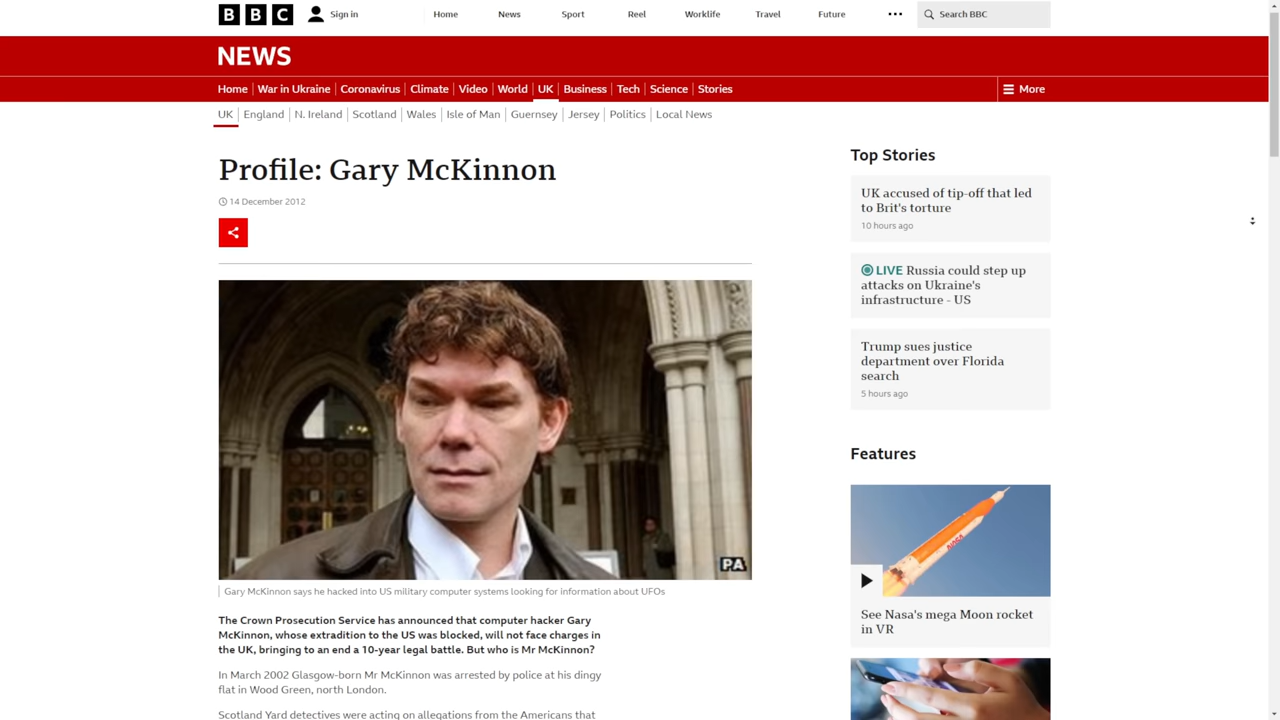 BBC
Sign in
Home
News
Sport
Reel
Worklife
Travel
Future
Search BBC
NEWS
Home
War in Ukraine
Coronavirus
Climate
Video
World
UK
Business
Tech
Science
Stories
More
UK
England
N. Ireland
Scotland
Wales
Isle of Man
Guernsey
Jersey
Politics
Local News
Profile: Gary McKinnon
14 December 2012
PA
Gary McKinnon says he hacked into US military computer systems looking for information about UFOs
The Crown Prosecution Service has announced that computer hacker Gary
McKinnon, whose extradition to the US was blocked, will not face charges in
the UK, bringing to an end a 10-year legal battle. But who is Mr McKinnon?
In March 2002 Glasgow-born Mr McKinnon was arrested by police at his dingy
flat in Wood Green, north London.
Scotland Yard detectives were acting on allegations from the Americans that
Top Stories
UK accused of tip-off that led
to Brit's torture
10 hours ago
LIVE Russia could step up
attacks on Ukraine's
infrastructure - US
Trump sues justice
department over Florida
search
5 hours ago
Features
See Nasa's mega Moon rocket
in VR